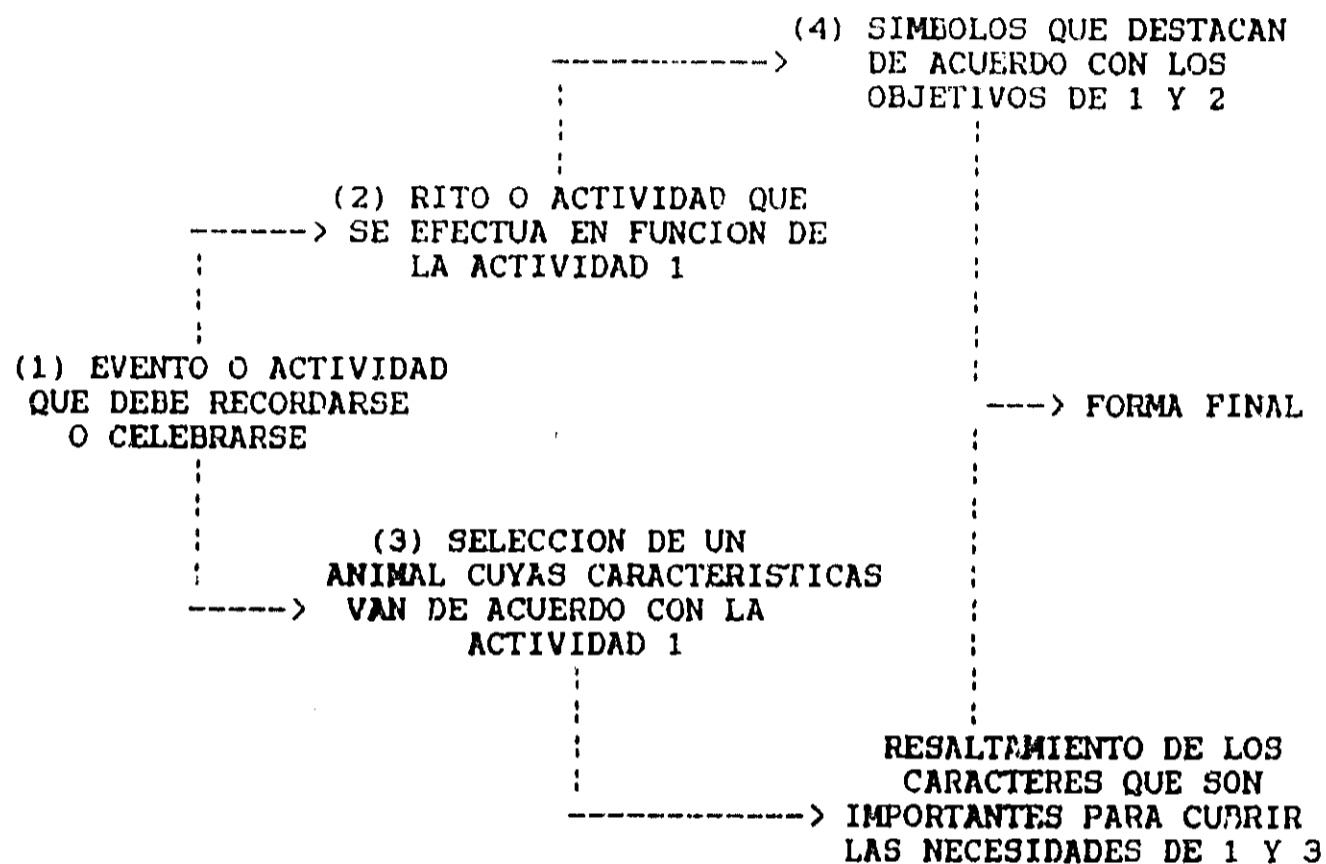 (4) SIMBOLOS QUE DESTACAN
DE ACUERDO CON LOS
OBJETIVOS DE 1 Y 2
(2) RITO O ACTIVIDAD QUE
SE EFECTUA EN FUNCION DE
LA ACTIVIDAD 1
(1) EVENTO O ACTIVIDAD
QUE DEBE RECORDARSE
O CELEBRARSE
FORMA FINAL
(3) SELECCION DE UN
ANIMAL CUYAS CARACTERISTICAS
VAN DE ACUERDO CON LA
ACTIVIDAD 1
RESALTAMIENTO DE LOS
CARACTERES QUE SON
IMPORTANTES PARA CUBRIR
LAS NECESIDADES DE 1 Y 3